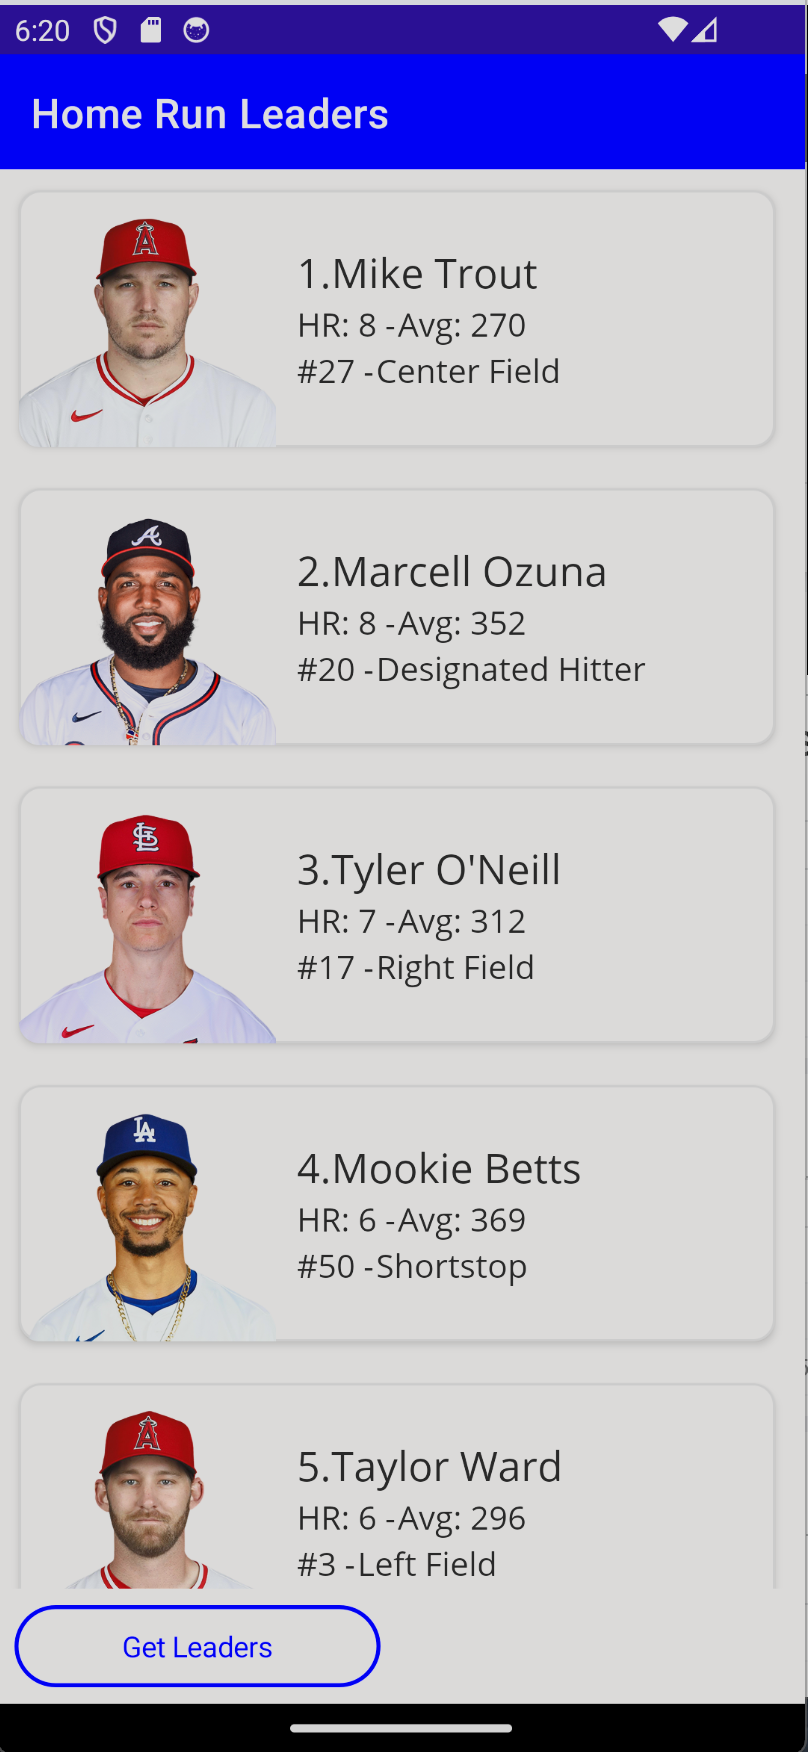 6:20
Home Run Leaders
1.Mike Trout
HR: 8 -Avg: 270
#27 -Center Field
2.Marcell Ozuna
HR: 8 -Avg: 352
#20 -Designated Hitter
3.Tyler O'Neill
HR: 7 -Avg: 312
#17 -Right Field
4.Mookie Betts
HR: 6 -Avg: 369
#50 -Shortstop
5.Taylor Ward
HR: 6 -Avg: 296
#3 -Left Field
Get Leaders